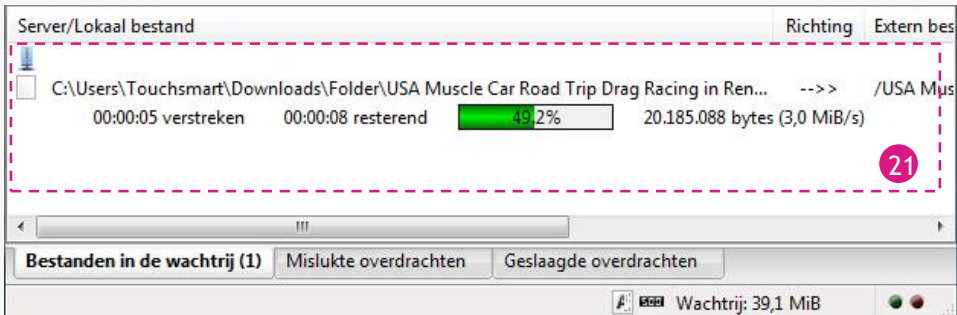 Server/Lokaal bestand Richting Extern bes
C:\Users\Touchsmart\Downloads\Folder\USA Muscle Car Road Trip Drag Racing in Ren... -->> /USA Mus
00:00:05 verstreken 00:00:08 resterend 49.2% 20.185.088 bytes (3,0 MiB/s)
21
Bestanden in de wachtrij (1) Mislukte overdrachten Geslaagde overdrachten
Wachtrij: 39,1 MiB